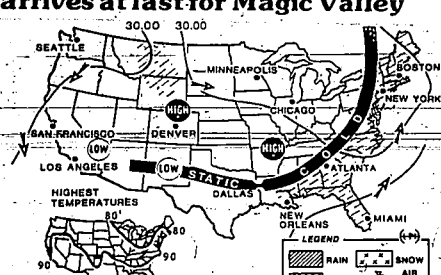 arrives at last for Magic Valley
30.00 30.00
SEATTLE
MINNEAPOLIS
BOSTON
NEW YORK
HIGH
CHICAGO
SAN FRANCISCO
DENVER
LOW
HIGH
COLD
LOS ANGELES
LOW
STATIC
ATLANTA
DALLAS
HIGHEST
TEMPERATURES
NEW
ORLEANS
MIAMI
80°
80
90
90
LEGEND
RAIN
SNOW
AIR